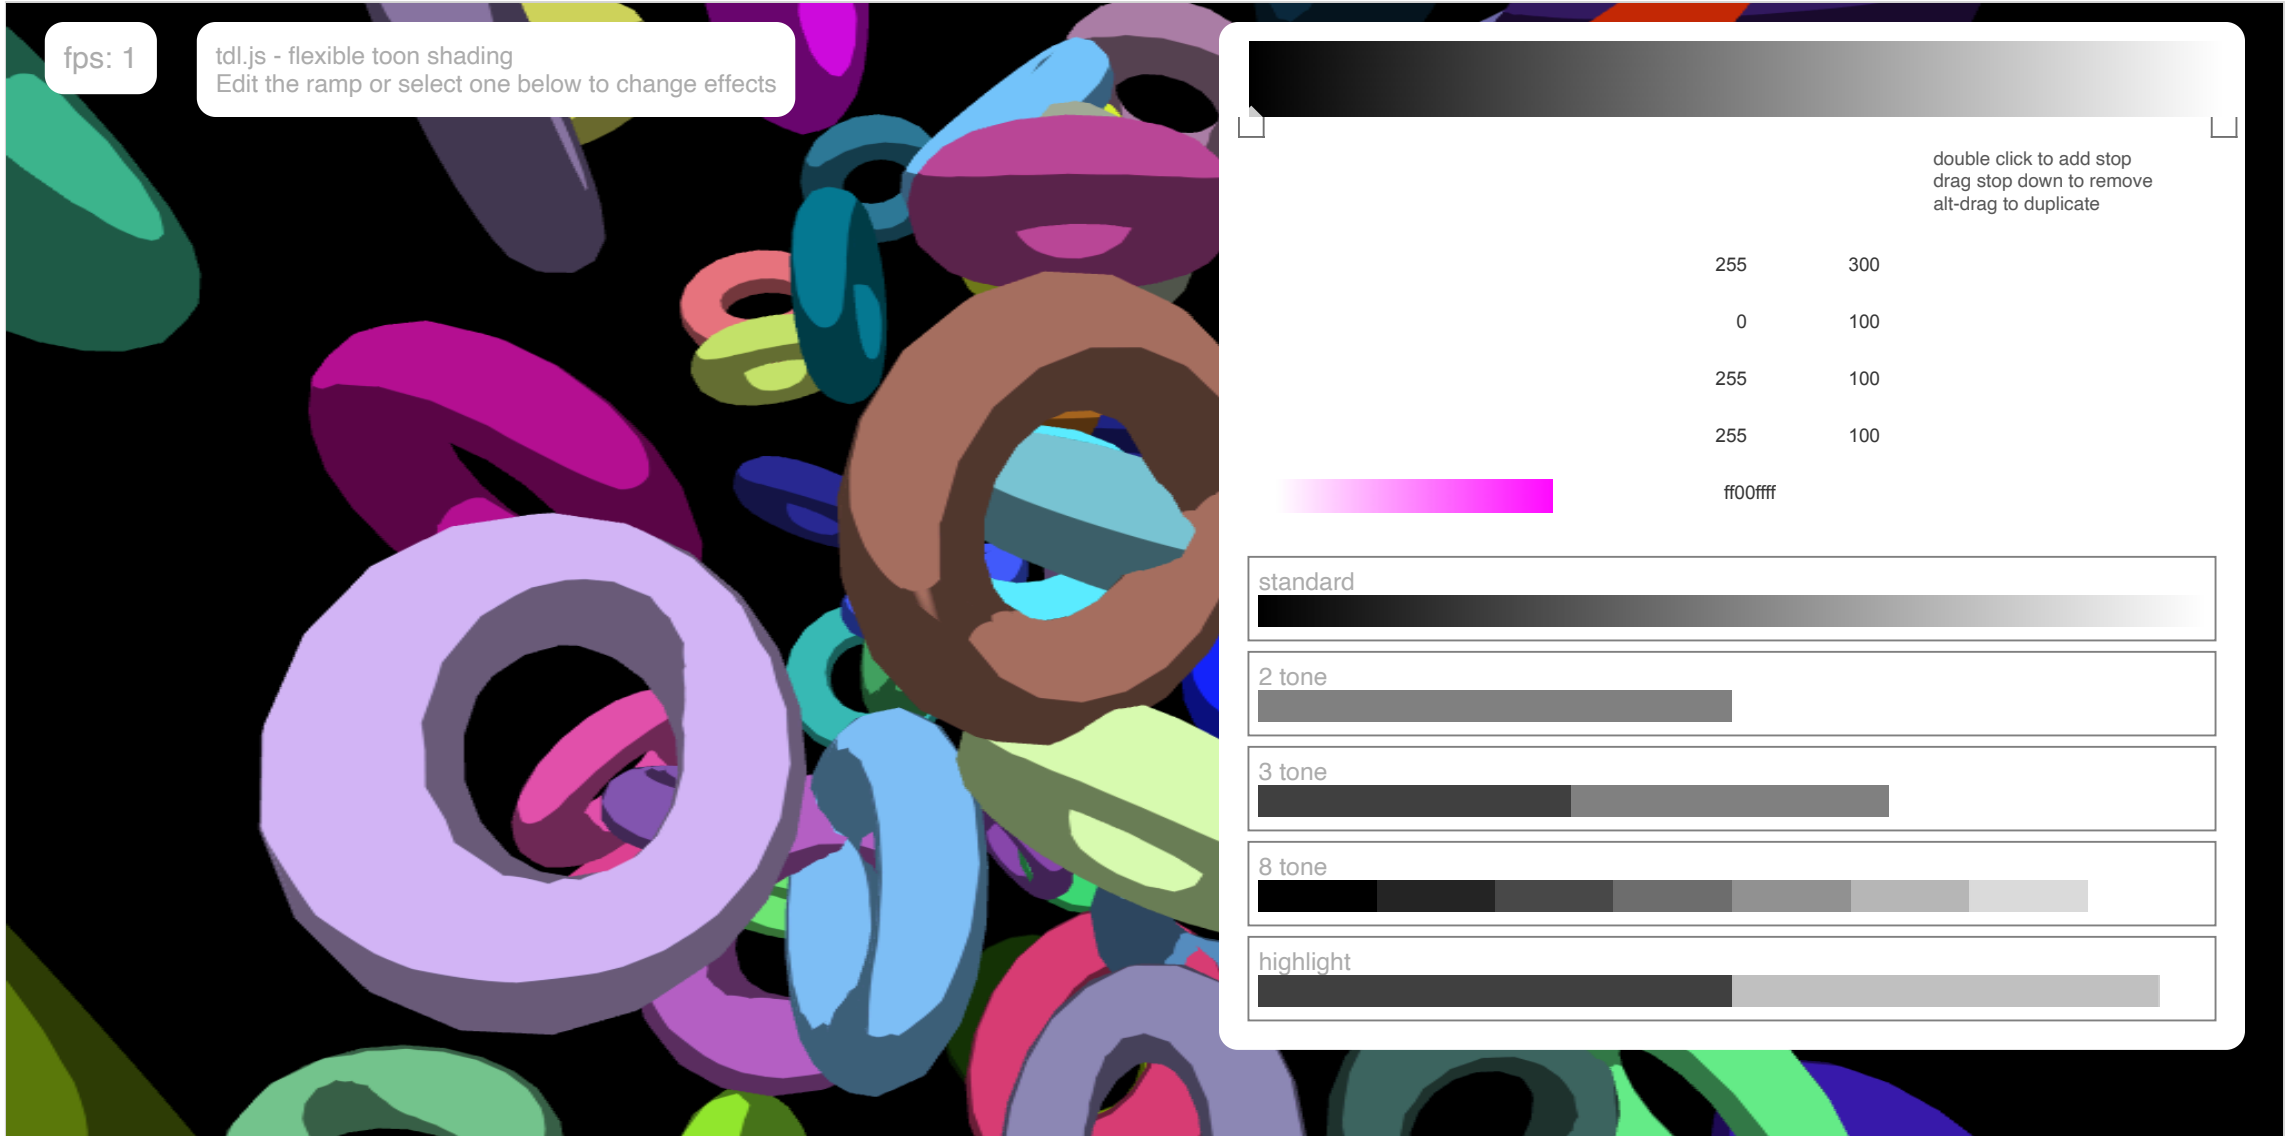 fps: 1
tdl.js - flexible toon shading
Edit the ramp or select one below to change effects
double click to add stop
drag stop down to remove
alt-drag to duplicate
255 300
0 100
255 100
255 100
ff00ffff
standard
2 tone
3 tone
8 tone
highlight